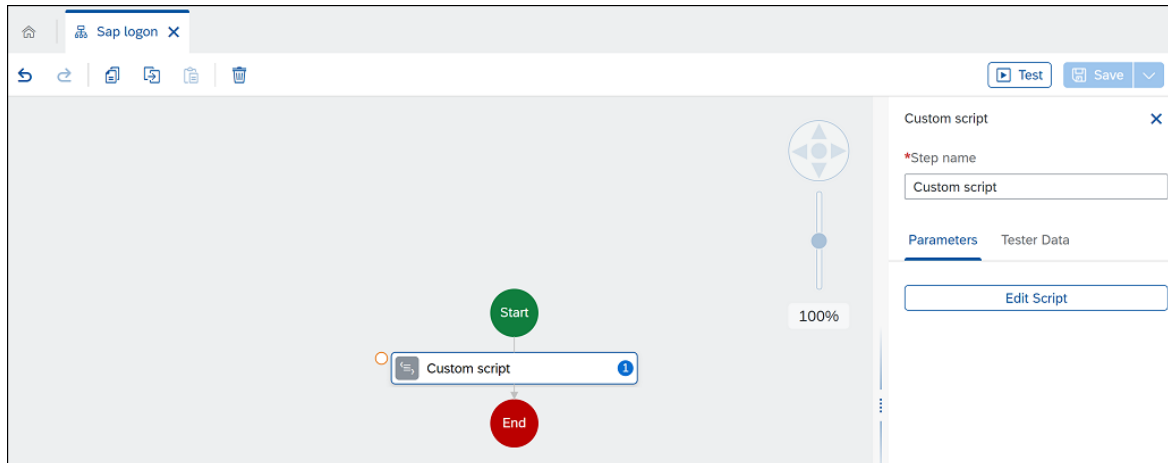 Sap logon
Test
Save
Custom script
*Step name
Custom script
Parameters
Tester Data
Edit Script
100%
Start
Custom script
1
End